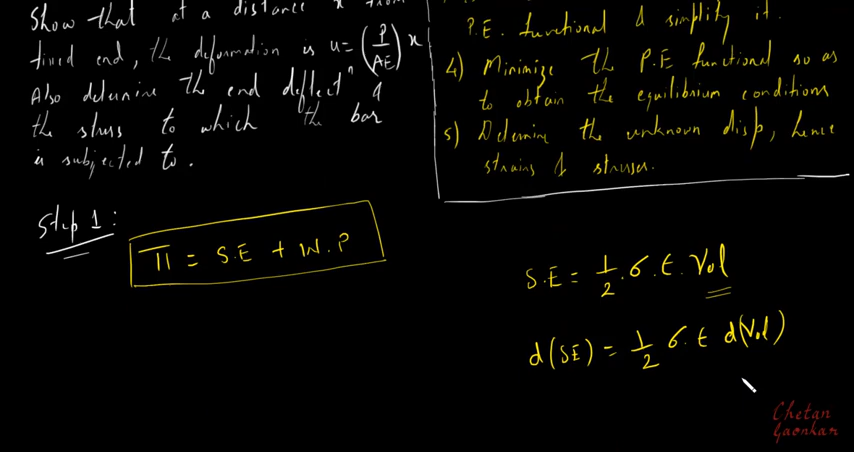 Show that at a distance x from
fixed end, the deformation is u = (P/AE) x
Also determine the end deflectⁿ &
the stress to which the bar
is subjected to.
P.E. functional & simplify it.
4) Minimize the P.E functional so as
to obtain the equilibrium conditions
5) Determine the unknown disp, hence
strains & stresses.
Step 1:
Π = S.E + W.P
S.E = 1/2 . σ . ε . Vol
d(SE) = 1/2 σ . ε d(Vol)
Chetan
Gaonkar